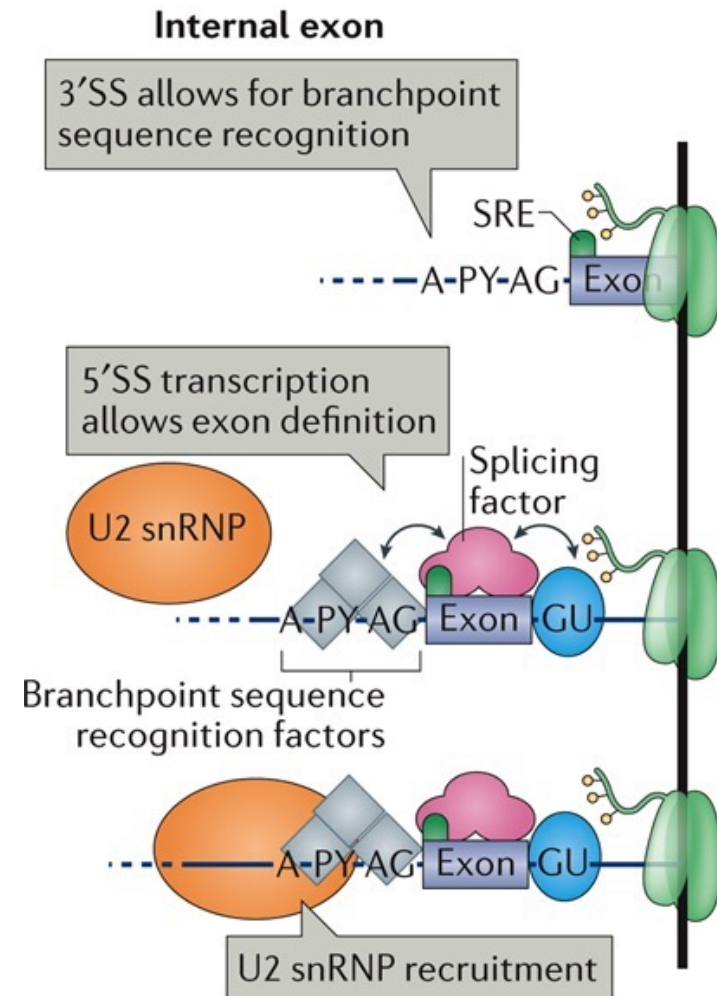 Internal exon
3′SS allows for branchpoint
sequence recognition
SRE
A-PY-AG
Exon
5′SS transcription
allows exon definition
Splicing
factor
U2 snRNP
A-PY-AG
Exon
GU
Branchpoint sequence
recognition factors
A-PY-AG
Exon
GU
U2 snRNP recruitment